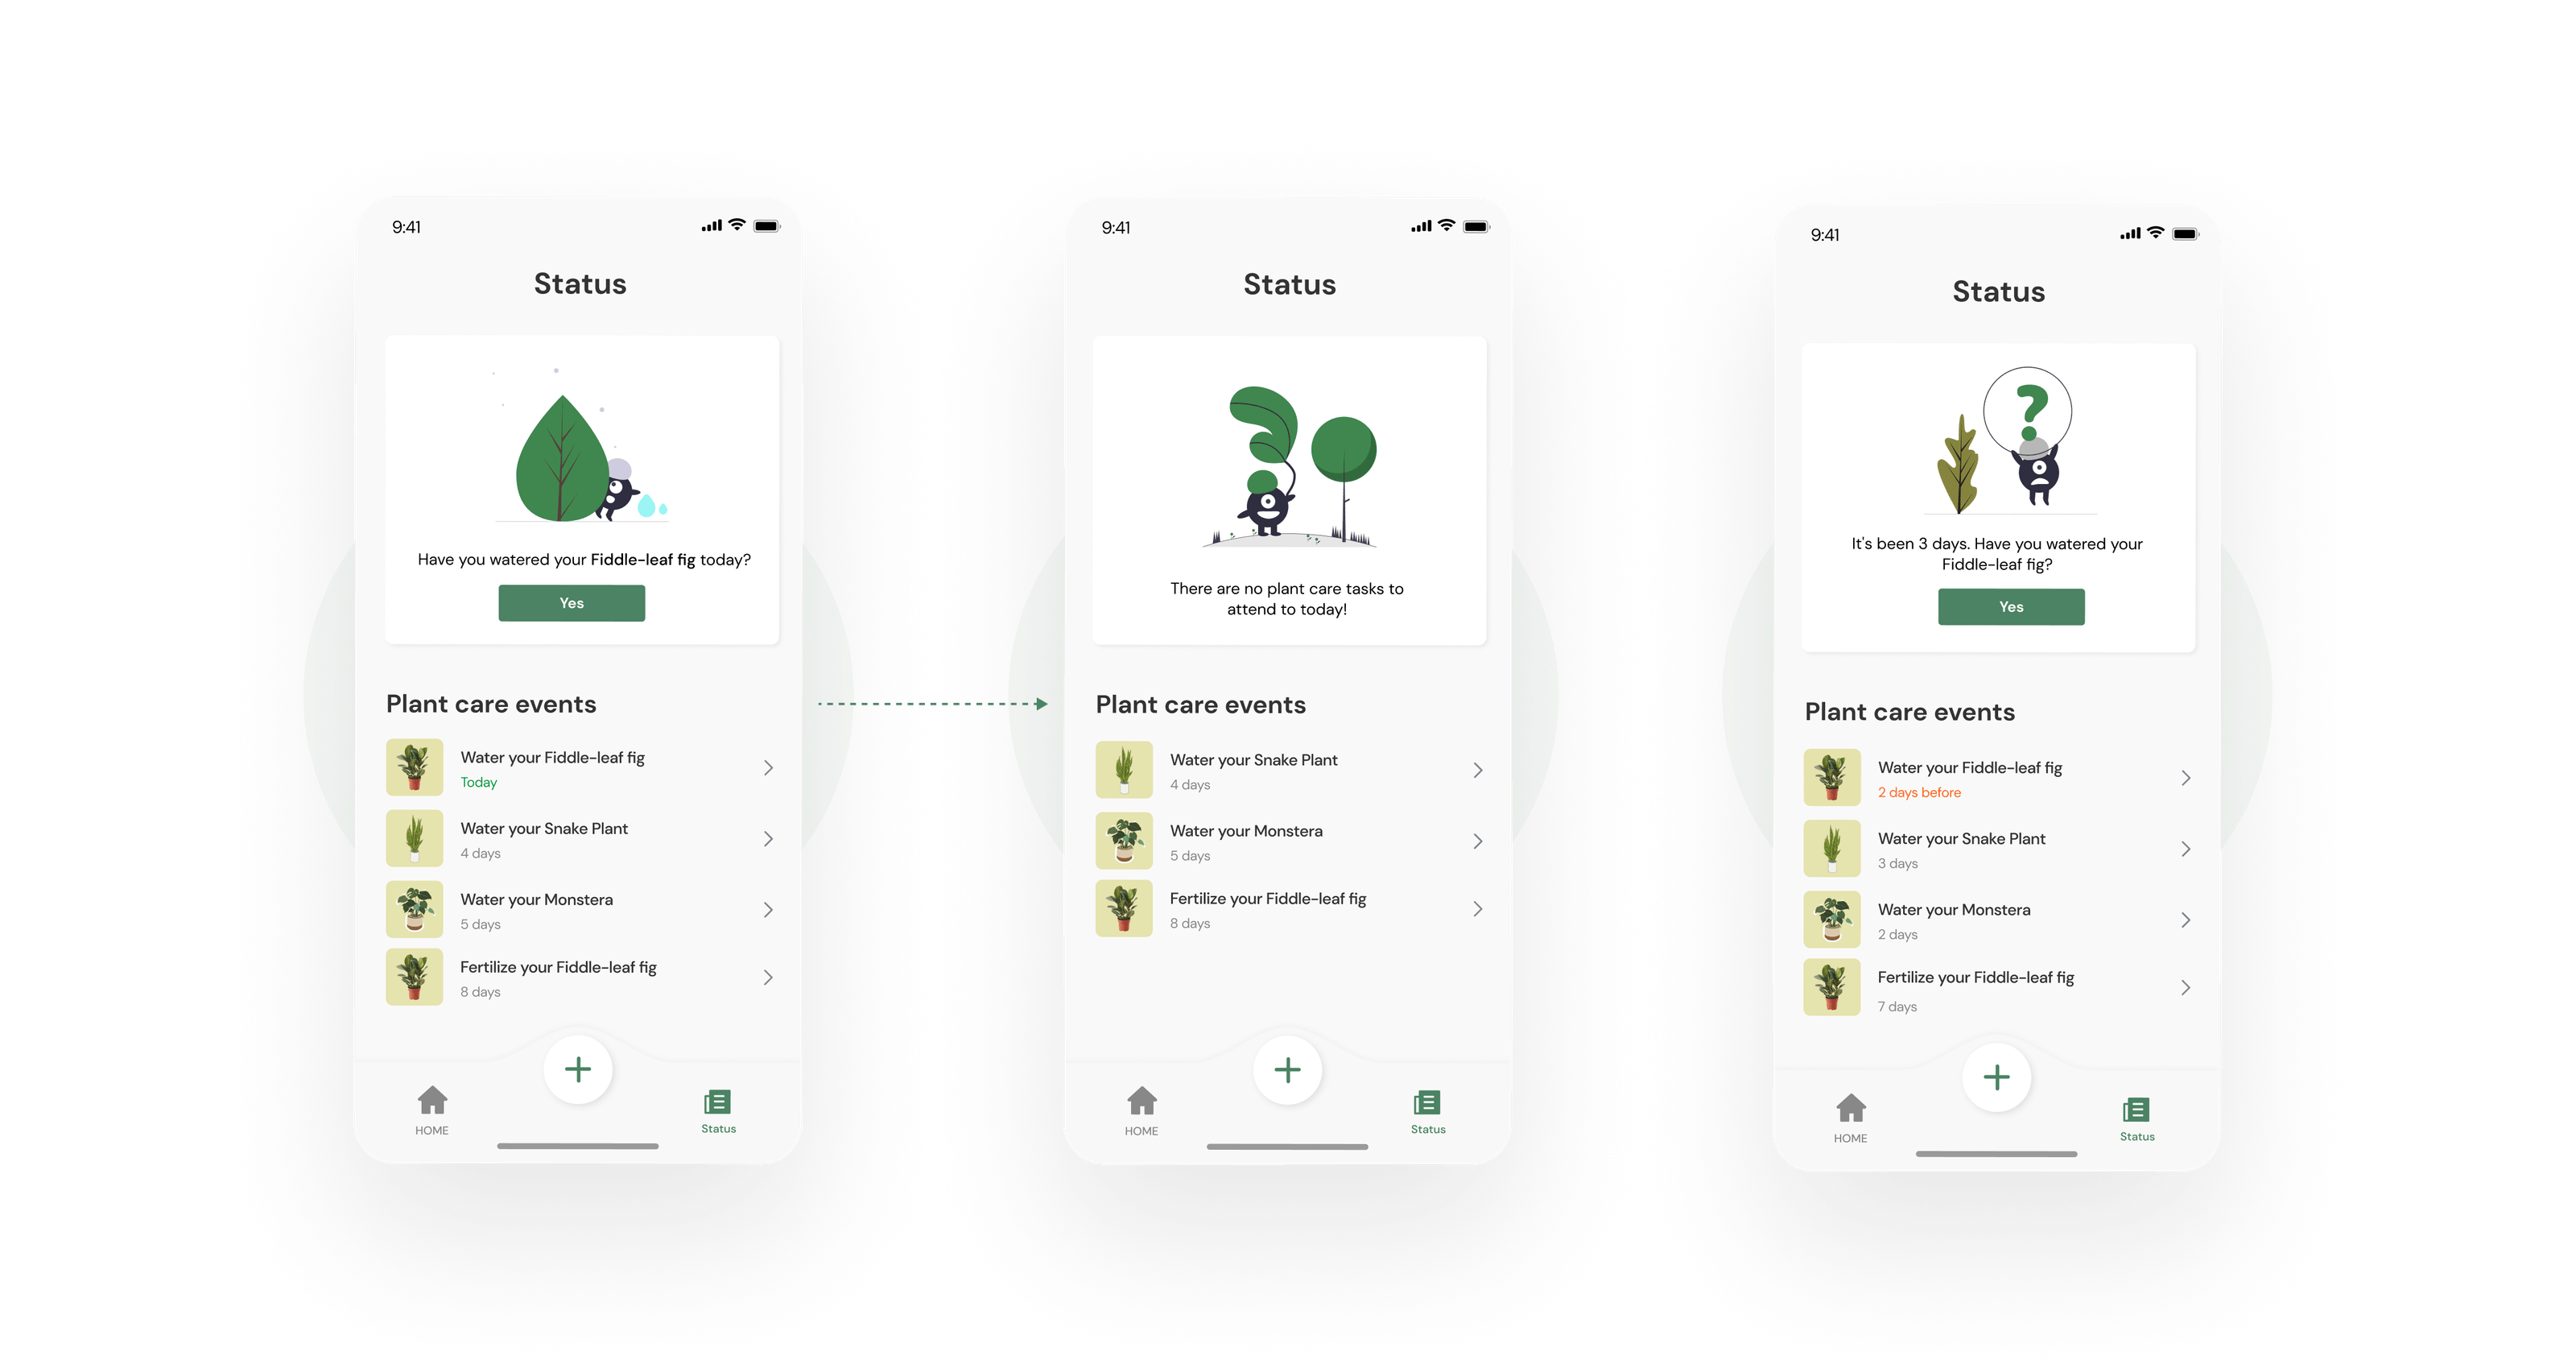 9:41
Status
Have you watered your Fiddle-leaf fig today?
Yes
Plant care events
Water your Fiddle-leaf fig
Today
Water your Snake Plant
4 days
Water your Monstera
5 days
Fertilize your Fiddle-leaf fig
8 days
HOME
Status
9:41
Status
There are no plant care tasks to
attend to today!
Plant care events
Water your Snake Plant
4 days
Water your Monstera
5 days
Fertilize your Fiddle-leaf fig
8 days
HOME
Status
9:41
Status
?
It's been 3 days. Have you watered your
Fiddle-leaf fig?
Yes
Plant care events
Water your Fiddle-leaf fig
2 days before
Water your Snake Plant
3 days
Water your Monstera
2 days
Fertilize your Fiddle-leaf fig
7 days
HOME
Status